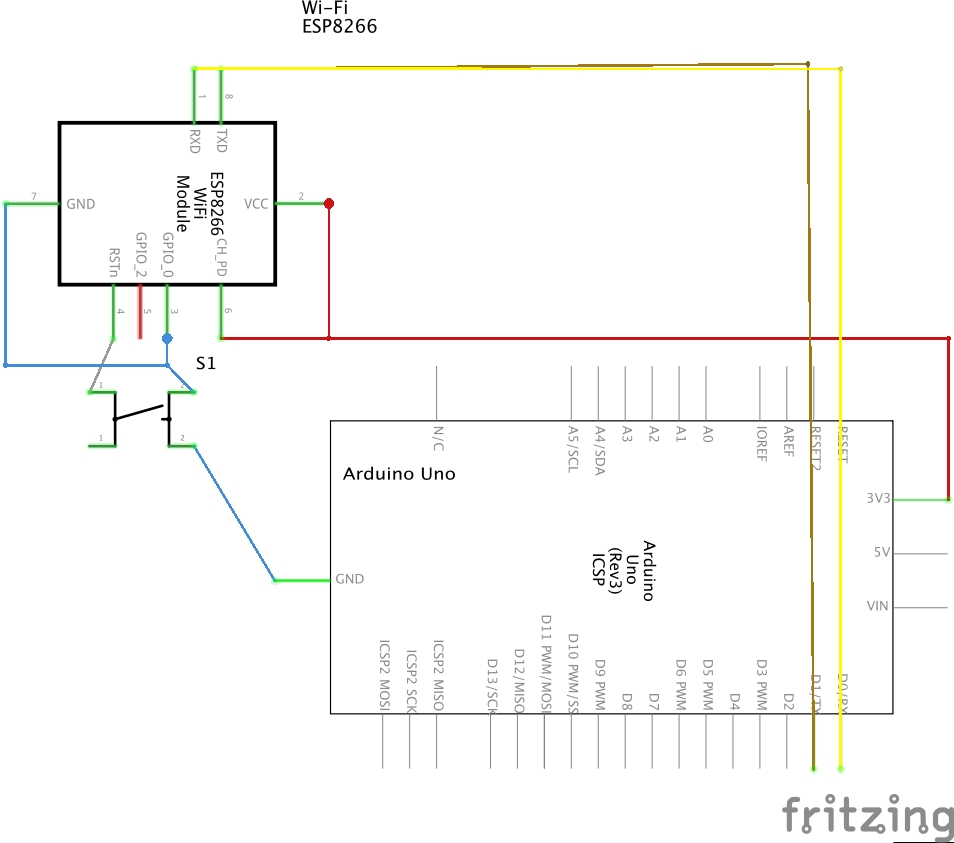 Wi-Fi
ESP8266
1
8
RXD
TXD
7
GND
ESP8266
WiFi
Module
VCC
2
RSTn
GPIO_2
GPIO_0
CH_PD
4
5
3
6
S1
1
2
1
2
N/C
A5/SCL
A4/SDA
A3
A2
A1
A0
IOREF
AREF
RESET2
RESET
Arduino Uno
3V3
Arduino
Uno
(Rev3)
ICSP
5V
GND
VIN
ICSP2 MOSI
ICSP2 SCK
ICSP2 MISO
D13/SCK
D12/MISO
D11 PWM/MOSI
D10 PWM/SS
D9 PWM
D8
D7
D6 PWM
D5 PWM
D4
D3 PWM
D2
D1/TX
D0/RX
fritzing